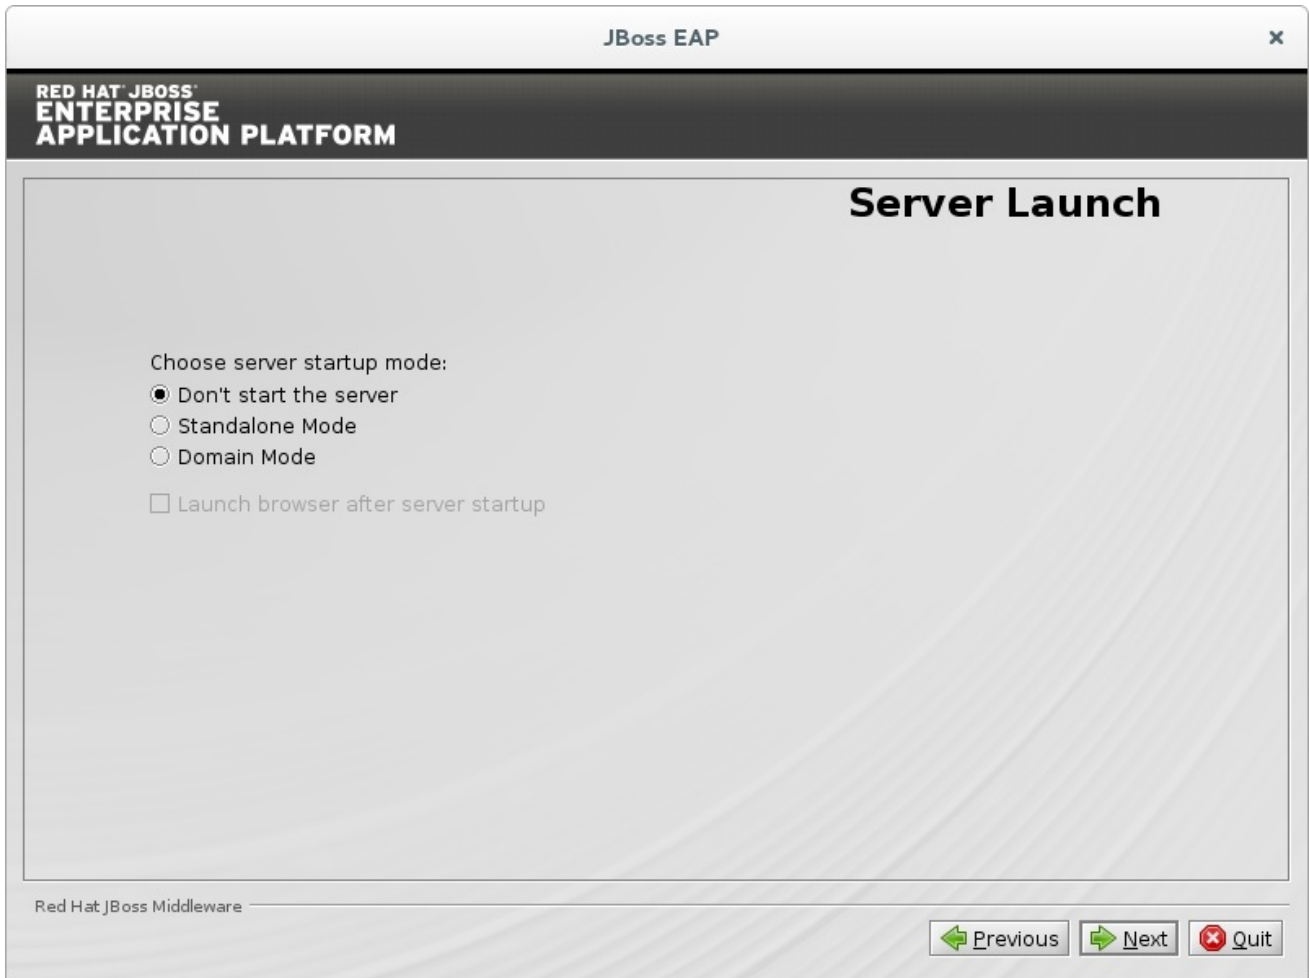 JBoss EAP
RED HAT JBOSS
ENTERPRISE
APPLICATION PLATFORM
Server Launch
Choose server startup mode:
Don't start the server
Standalone Mode
Domain Mode
Launch browser after server startup
Red Hat JBoss Middleware
Previous Next Quit